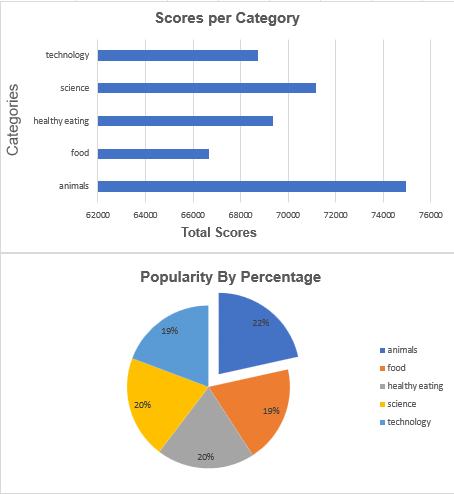 Scores per Category
Categories
technology
science
healthy eating
food
animals
62000 64000 66000 68000 70000 72000 74000 76000
Total Scores
Popularity By Percentage
22%
19%
20%
20%
19%
animals
food
healthy eating
science
technology